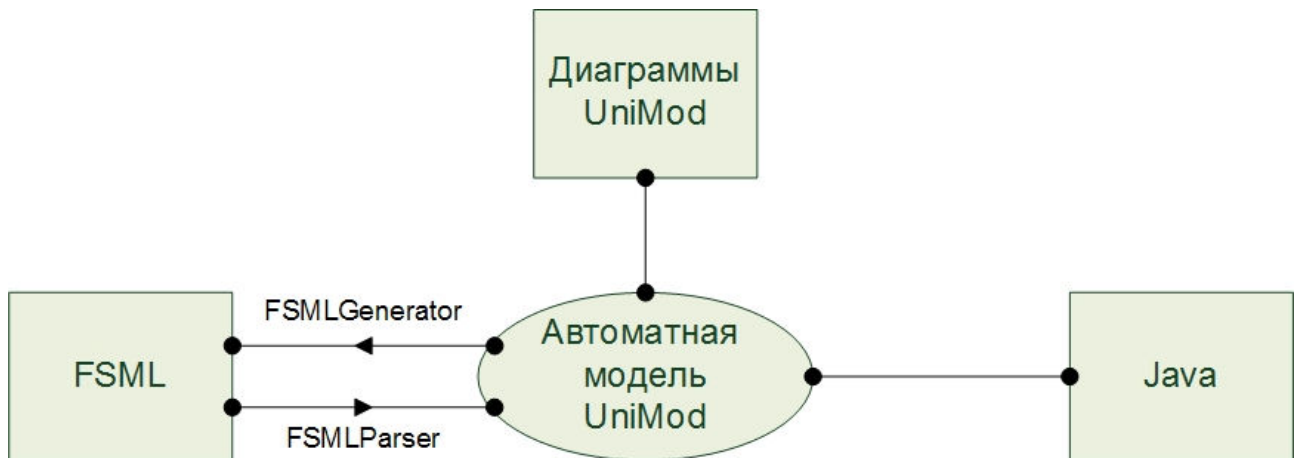 Диаграммы
UniMod
FSMLGenerator
FSML
FSMLParser
Автоматная
модель
UniMod
Java